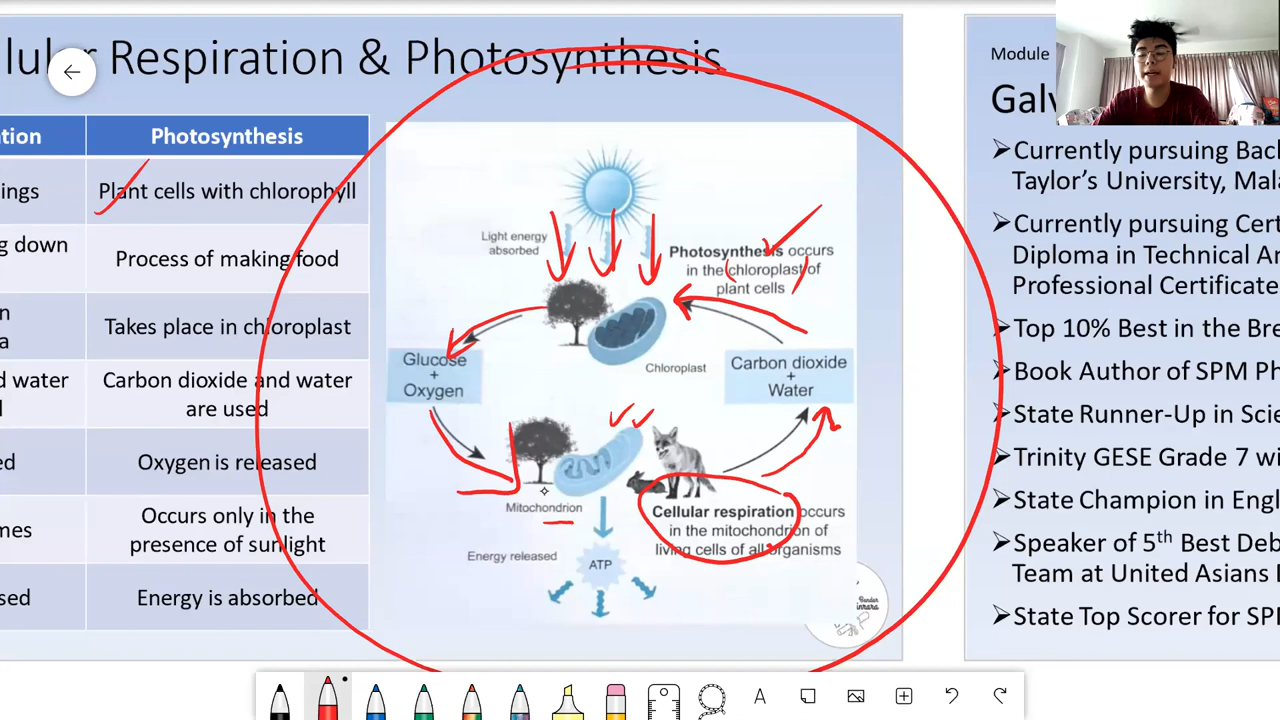 lular Respiration & Photosynthesis
ation
Photosynthesis
ings
Plant cells with chlorophyll
g down
Process of making food
n
a
Takes place in chloroplast
d water
d
Carbon dioxide and water
are used
ed
Oxygen is released
mes
Occurs only in the
presence of sunlight
sed
Energy is absorbed
Light energy
absorbed
Photosynthesis occurs
in the chloroplast of
plant cells
Glucose
+
Oxygen
Chloroplast
Carbon dioxide
+
Water
Mitochondrion
Cellular respiration occurs
in the mitochondrion of
living cells of all organisms
Energy released
ATP
Module
Galv
➢Currently pursuing Bac
Taylor's University, Mala
➢Currently pursuing Cert
Diploma in Technical An
Professional Certificate
➢Top 10% Best in the Bre
➢Book Author of SPM Ph
➢State Runner-Up in Scie
➢Trinity GESE Grade 7 wi
➢State Champion in Engl
➢Speaker of 5th Best Deb
Team at United Asians D
➢State Top Scorer for SPM
A